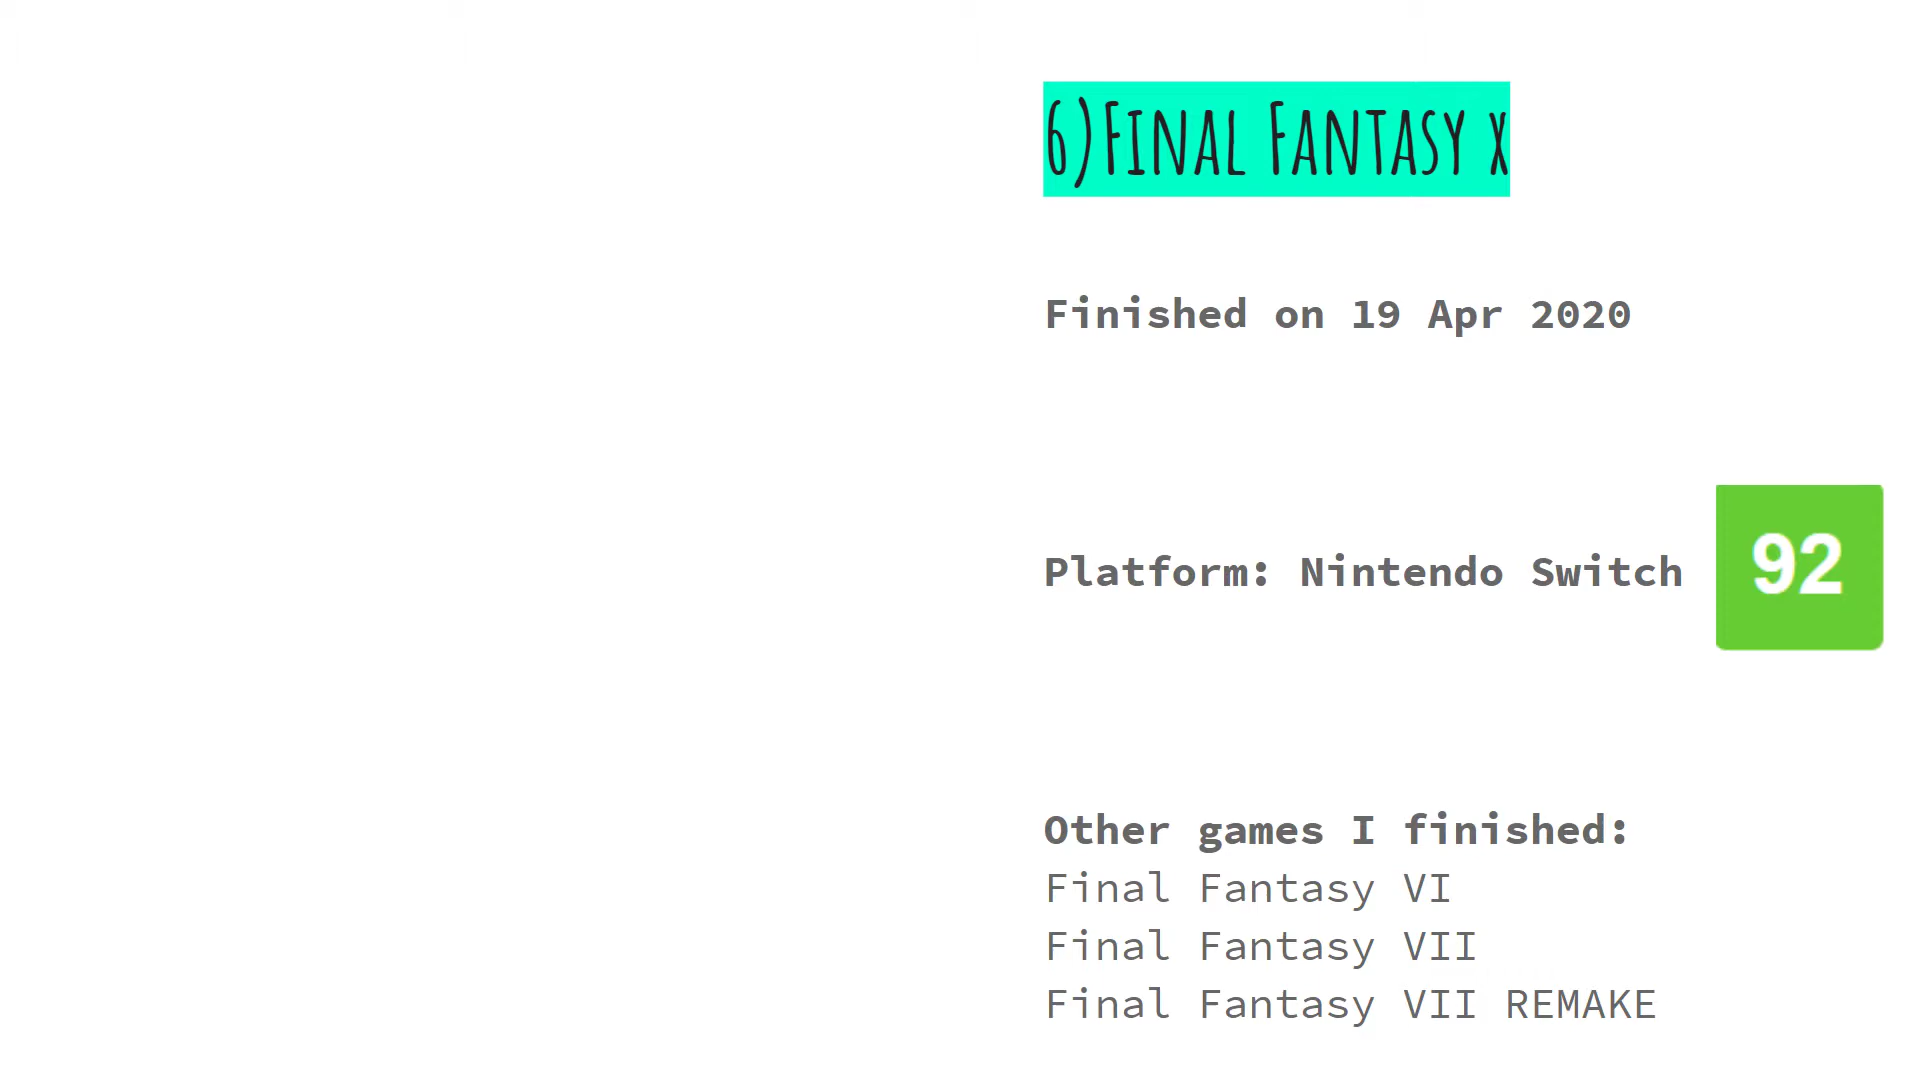 6)Final Fantasy x
Finished on 19 Apr 2020
Platform: Nintendo Switch
92
Other games I finished:
Final Fantasy VI
Final Fantasy VII
Final Fantasy VII REMAKE